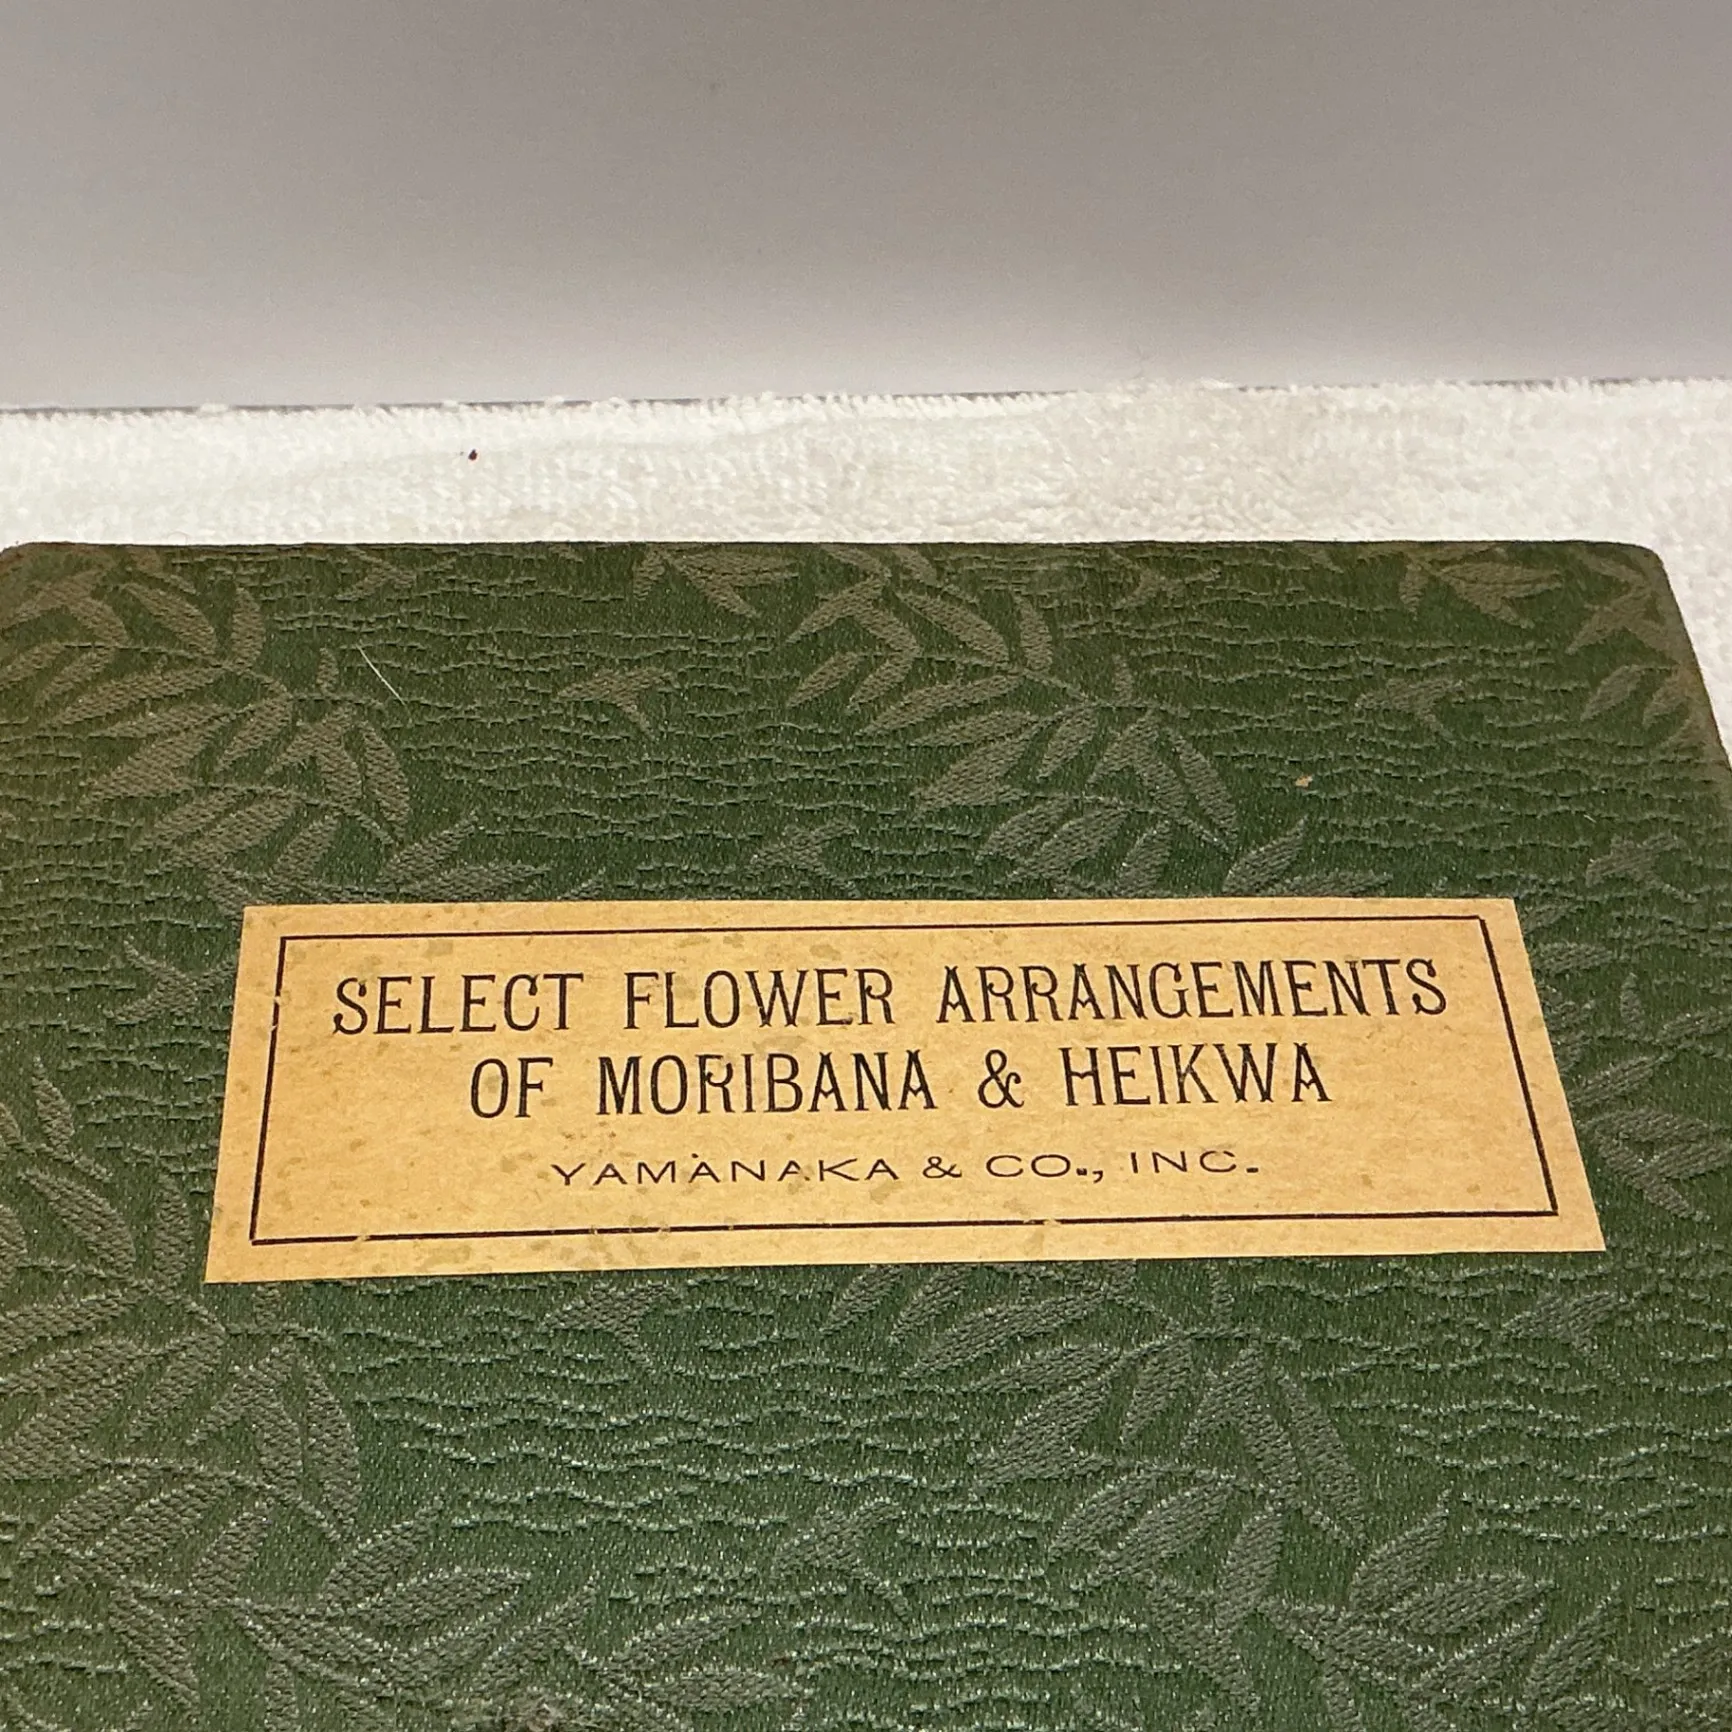 SELECT FLOWER ARRANGEMENTS
OF MORIBANA & HEIKWA
YAMANAKA & CO., INC.